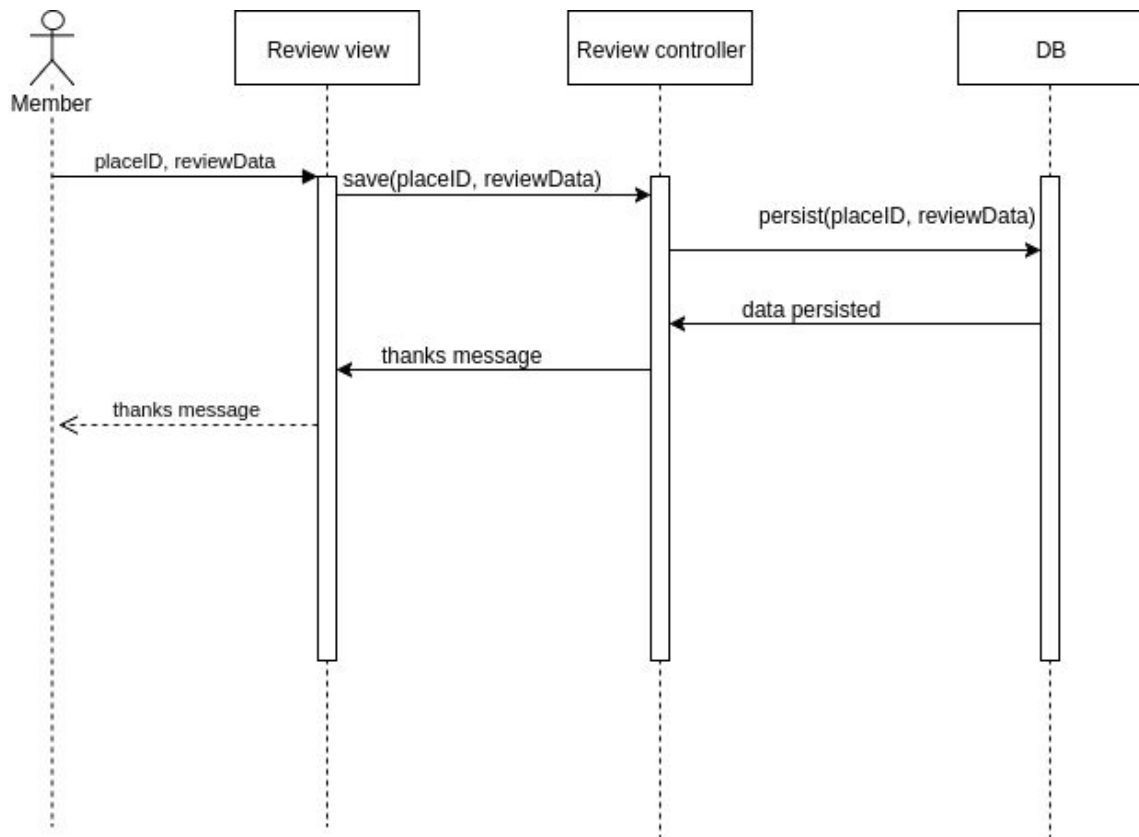 Review view
Review controller
DB
Member
placeID, reviewData
save(placeID, reviewData)
persist(placeID, reviewData)
data persisted
thanks message
thanks message